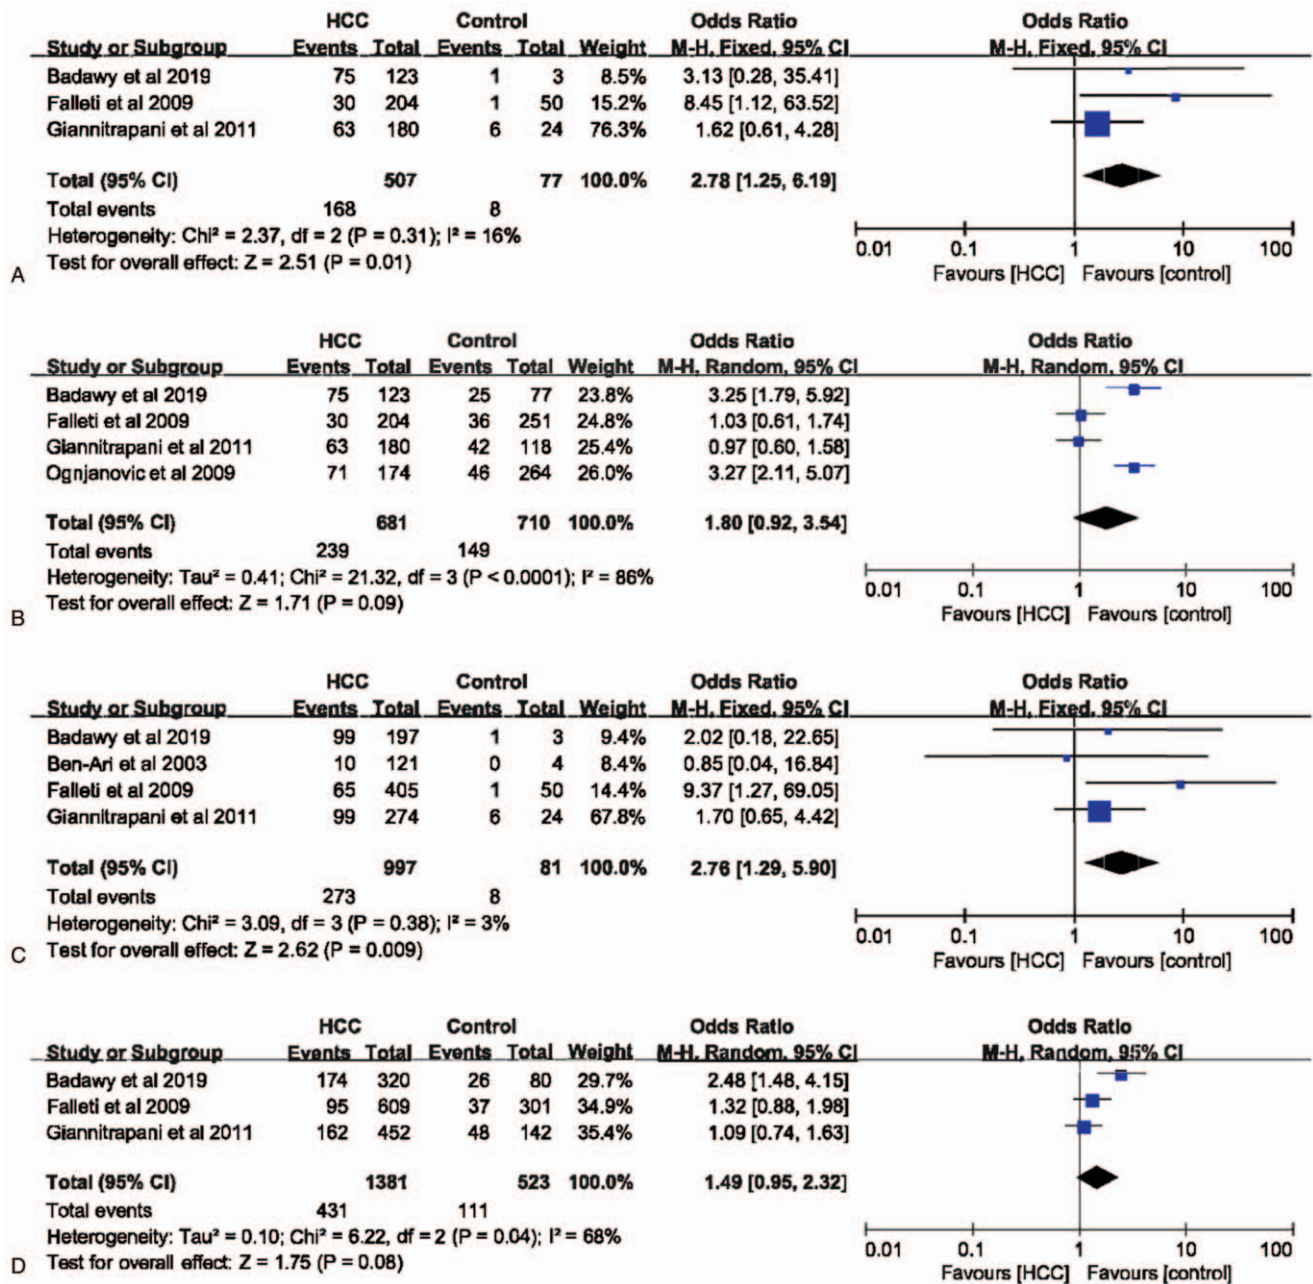 HCC Control Odds Ratio Odds Ratio
Study or Subgroup Events Total Events Total Weight M-H, Fixed, 95% CI M-H, Fixed, 95% CI
Badawy et al 2019 75 123 1 3 8.5% 3.13 [0.28, 35.41]
Falleti et al 2009 30 204 1 50 15.2% 8.45 [1.12, 63.52]
Giannitrapani et al 2011 63 180 6 24 76.3% 1.62 [0.61, 4.28]
Total (95% CI) 507 77 100.0% 2.78 [1.25, 6.19]
Total events 168 8
Heterogeneity: Chi² = 2.37, df = 2 (P = 0.31); I² = 16%
Test for overall effect: Z = 2.51 (P = 0.01)
0.01 0.1 1 10 100
Favours [HCC] Favours [control]
A
HCC Control Odds Ratio Odds Ratio
Study or Subgroup Events Total Events Total Weight M-H, Random, 95% CI M-H, Random, 95% CI
Badawy et al 2019 75 123 25 77 23.8% 3.25 [1.79, 5.92]
Falleti et al 2009 30 204 36 251 24.8% 1.03 [0.61, 1.74]
Giannitrapani et al 2011 63 180 42 118 25.4% 0.97 [0.60, 1.58]
Ognjanovic et al 2009 71 174 46 264 26.0% 3.27 [2.11, 5.07]
Total (95% CI) 681 710 100.0% 1.80 [0.92, 3.54]
Total events 239 149
Heterogeneity: Tau² = 0.41; Chi² = 21.32, df = 3 (P < 0.0001); I² = 86%
Test for overall effect: Z = 1.71 (P = 0.09)
0.01 0.1 1 10 100
Favours [HCC] Favours [control]
B
HCC Control Odds Ratio Odds Ratio
Study or Subgroup Events Total Events Total Weight M-H, Fixed, 95% CI M-H, Fixed, 95% CI
Badawy et al 2019 99 197 1 3 9.4% 2.02 [0.18, 22.65]
Ben-Ari et al 2003 10 121 0 4 8.4% 0.85 [0.04, 16.84]
Falleti et al 2009 65 405 1 50 14.4% 9.37 [1.27, 69.05]
Giannitrapani et al 2011 99 274 6 24 67.8% 1.70 [0.65, 4.42]
Total (95% CI) 997 81 100.0% 2.76 [1.29, 5.90]
Total events 273 8
Heterogeneity: Chi² = 3.09, df = 3 (P = 0.38); I² = 3%
Test for overall effect: Z = 2.62 (P = 0.009)
0.01 0.1 1 10 100
Favours [HCC] Favours [control]
C
HCC Control Odds Ratio Odds Ratio
Study or Subgroup Events Total Events Total Weight M-H, Random, 95% CI M-H, Random, 95% CI
Badawy et al 2019 174 320 26 80 29.7% 2.48 [1.48, 4.15]
Falleti et al 2009 95 609 37 301 34.9% 1.32 [0.88, 1.98]
Giannitrapani et al 2011 162 452 48 142 35.4% 1.09 [0.74, 1.63]
Total (95% CI) 1381 523 100.0% 1.49 [0.95, 2.32]
Total events 431 111
Heterogeneity: Tau² = 0.10; Chi² = 6.22, df = 2 (P = 0.04); I² = 68%
Test for overall effect: Z = 1.75 (P = 0.08)
0.01 0.1 1 10 100
Favours [HCC] Favours [control]
D